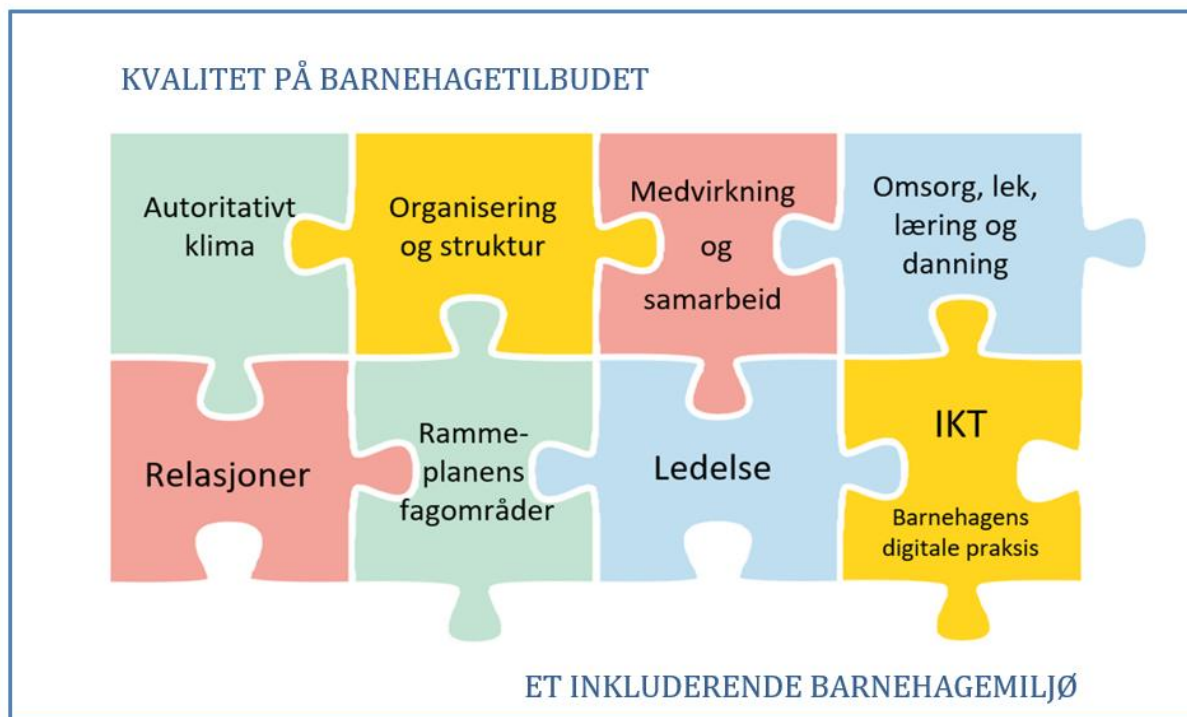 KVALITET PÅ BARNEHAGETILBUDET
Autoritativt
klima
Organisering
og struktur
Medvirkning
og
samarbeid
Omsorg, lek,
læring og
danning
Relasjoner
Ramme-
planens
fagområder
Ledelse
IKT
Barnehagens
digitale praksis
ET INKLUDERENDE BARNEHAGEMILJØ